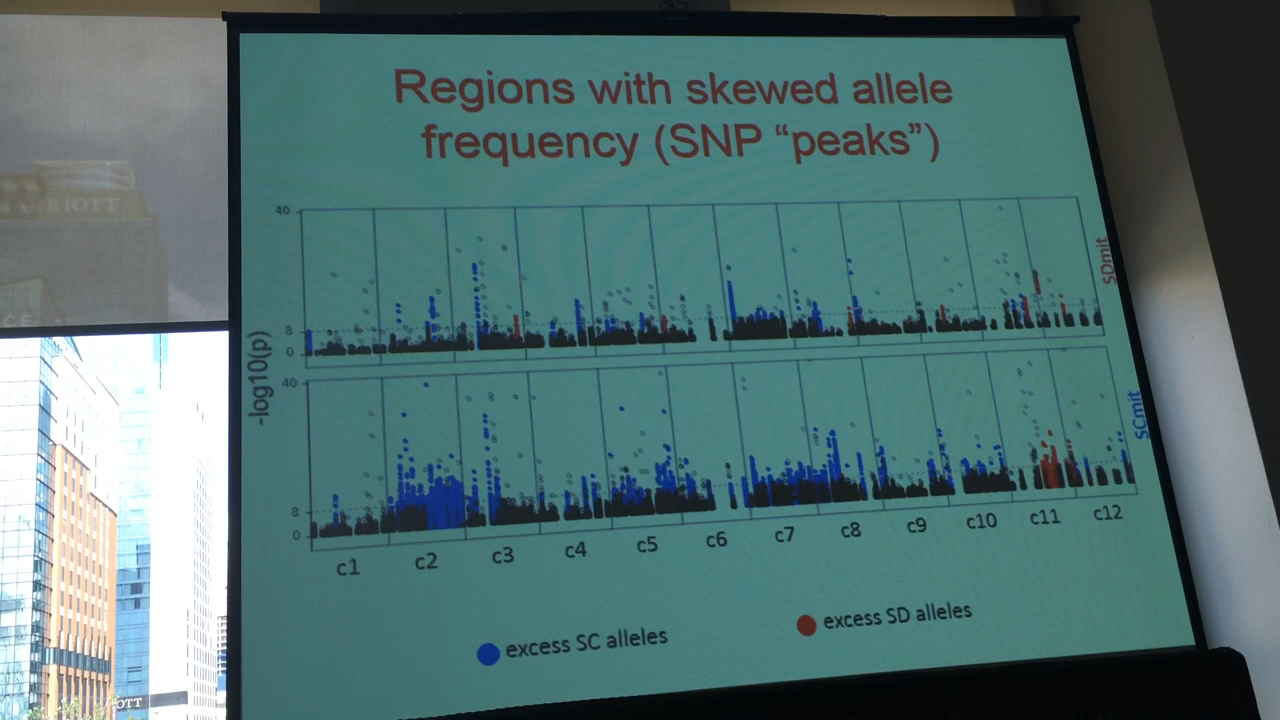 Regions with skewed allele
frequency (SNP “peaks”)
40
8
0
SDmit
-log10(p)
40
8
0
SCmit
c1 c2 c3 c4 c5 c6 c7 c8 c9 c10 c11 c12
excess SC alleles
excess SD alleles